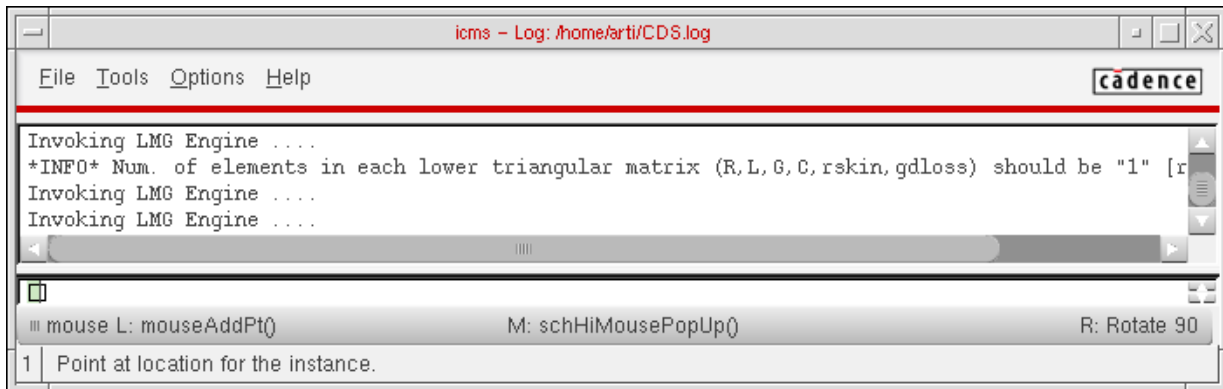 icms – Log: /home/arti/CDS.log
File Tools Options Help
cādence
Invoking LMG Engine ....
*INFO* Num. of elements in each lower triangular matrix (R,L,G,C,rskin,gdloss) should be "1" [r
Invoking LMG Engine ....
Invoking LMG Engine ....
mouse L: mouseAddPt() M: schHiMousePopUp() R: Rotate 90
1 Point at location for the instance.